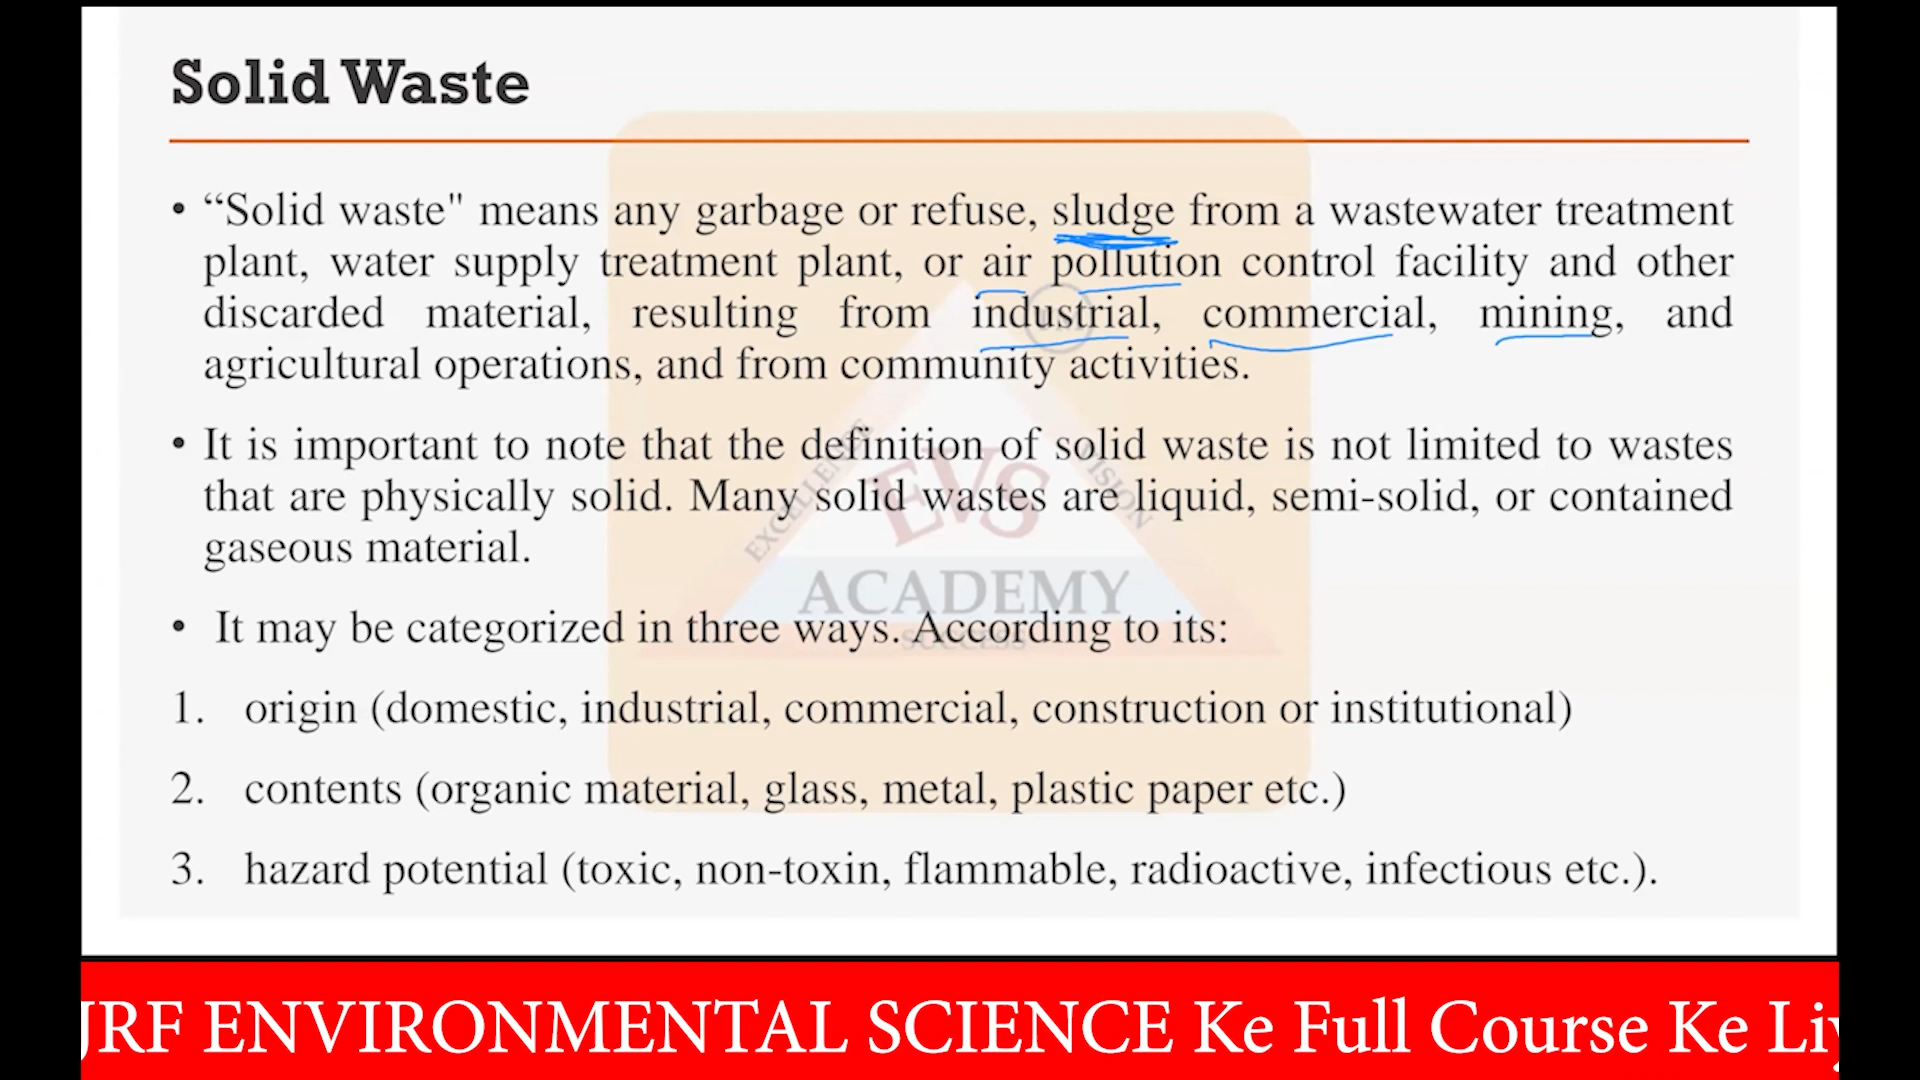 Solid Waste
• “Solid waste" means any garbage or refuse, sludge from a wastewater treatment
plant, water supply treatment plant, or air pollution control facility and other
discarded material, resulting from industrial, commercial, mining, and
agricultural operations, and from community activities.
• It is important to note that the definition of solid waste is not limited to wastes
that are physically solid. Many solid wastes are liquid, semi-solid, or contained
gaseous material.
• It may be categorized in three ways. According to its:
1. origin (domestic, industrial, commercial, construction or institutional)
2. contents (organic material, glass, metal, plastic paper etc.)
3. hazard potential (toxic, non-toxin, flammable, radioactive, infectious etc.).
EXCELLENCE
VISION
EVS
ACADEMY
SUCCESS
JRF ENVIRONMENTAL SCIENCE Ke Full Course Ke